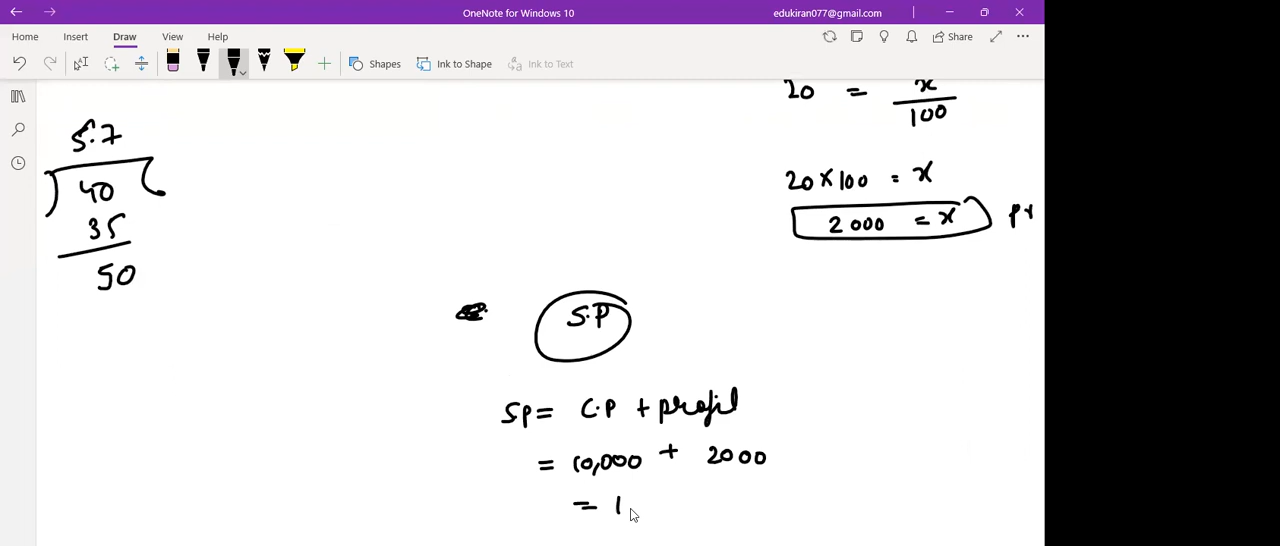 OneNote for Windows 10
edukiran077@gmail.com
Home Insert Draw View Help
Share
Shapes Ink to Shape Ink to Text
20 = x
100
5.7
40
35
50
20 × 100 = x
2000 = x
S.P
SP = C.P + profit
= 10,000 + 2000
= 1